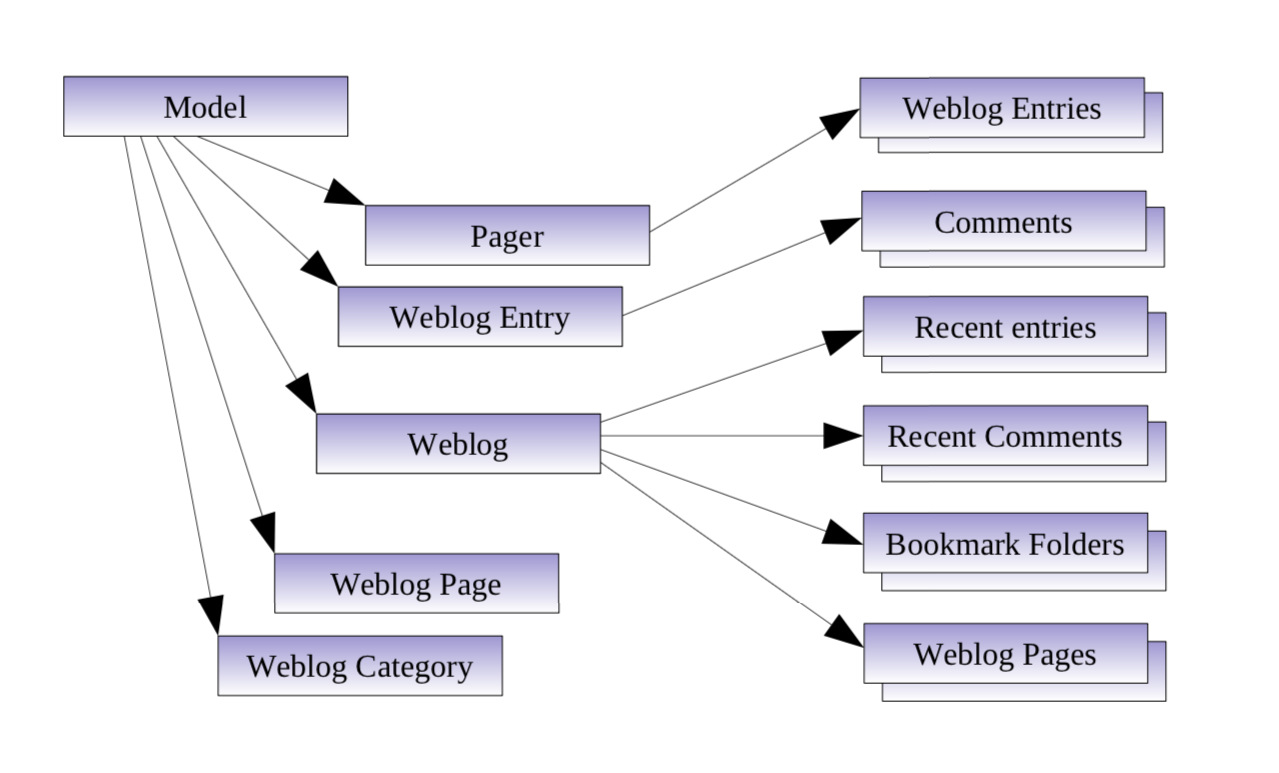 Model
Pager
Weblog Entry
Weblog
Weblog Page
Weblog Category
Weblog Entries
Comments
Recent entries
Recent Comments
Bookmark Folders
Weblog Pages